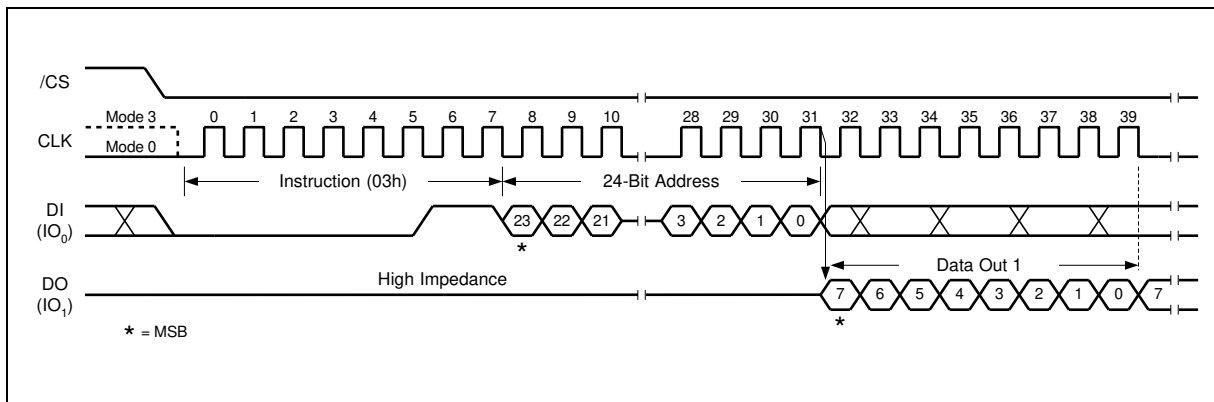 /CS
Mode 3 0 1 2 3 4 5 6 7 8 9 10 28 29 30 31 32 33 34 35 36 37 38 39
CLK
Mode 0
Instruction (03h) 24-Bit Address
DI
(IO0)
23 22 21 3 2 1 0
*
High Impedance Data Out 1
DO
(IO1)
7 6 5 4 3 2 1 0 7
*
* = MSB